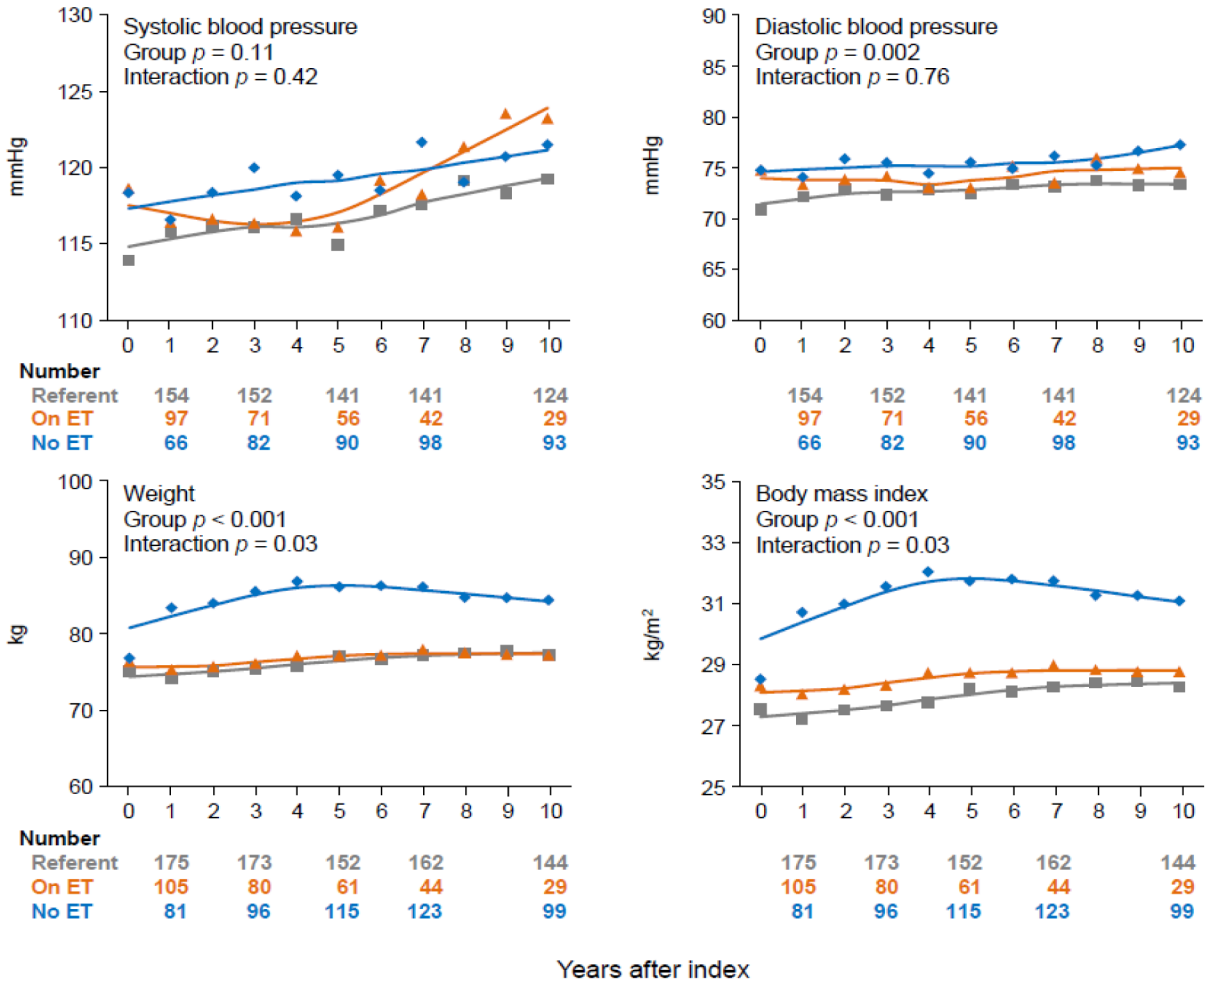 Systolic blood pressure
Group p = 0.11
Interaction p = 0.42
130
125
120
115
110
mmHg
0 1 2 3 4 5 6 7 8 9 10
Number
Referent 154 152 141 141 124
On ET 97 71 56 42 29
No ET 66 82 90 98 93
Diastolic blood pressure
Group p = 0.002
Interaction p = 0.76
90
85
80
75
70
65
60
mmHg
0 1 2 3 4 5 6 7 8 9 10
154 152 141 141 124
97 71 56 42 29
66 82 90 98 93
Weight
Group p < 0.001
Interaction p = 0.03
100
90
80
70
60
kg
0 1 2 3 4 5 6 7 8 9 10
Number
Referent 175 173 152 162 144
On ET 105 80 61 44 29
No ET 81 96 115 123 99
Body mass index
Group p < 0.001
Interaction p = 0.03
35
33
31
29
27
25
kg/m²
0 1 2 3 4 5 6 7 8 9 10
175 173 152 162 144
105 80 61 44 29
81 96 115 123 99
Years after index